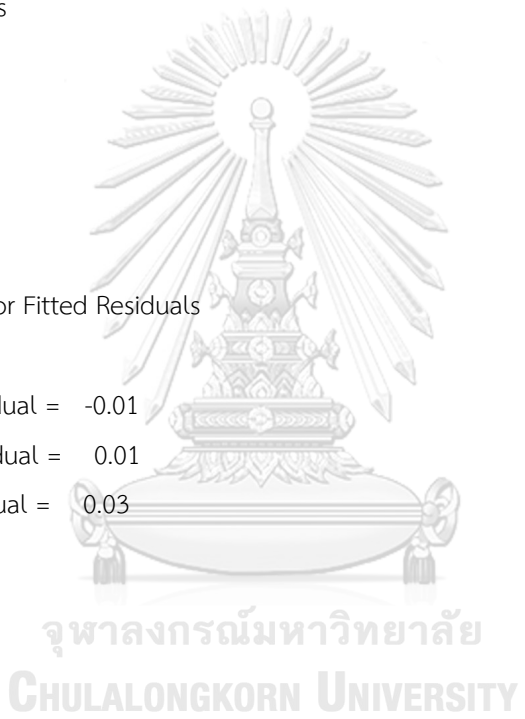 s
or Fitted Residuals
dual = -0.01
dual = 0.01
ual = 0.03
จุฬาลงกรณ์มหาวิทยาลัย
CHULALONGKORN UNIVERSITY